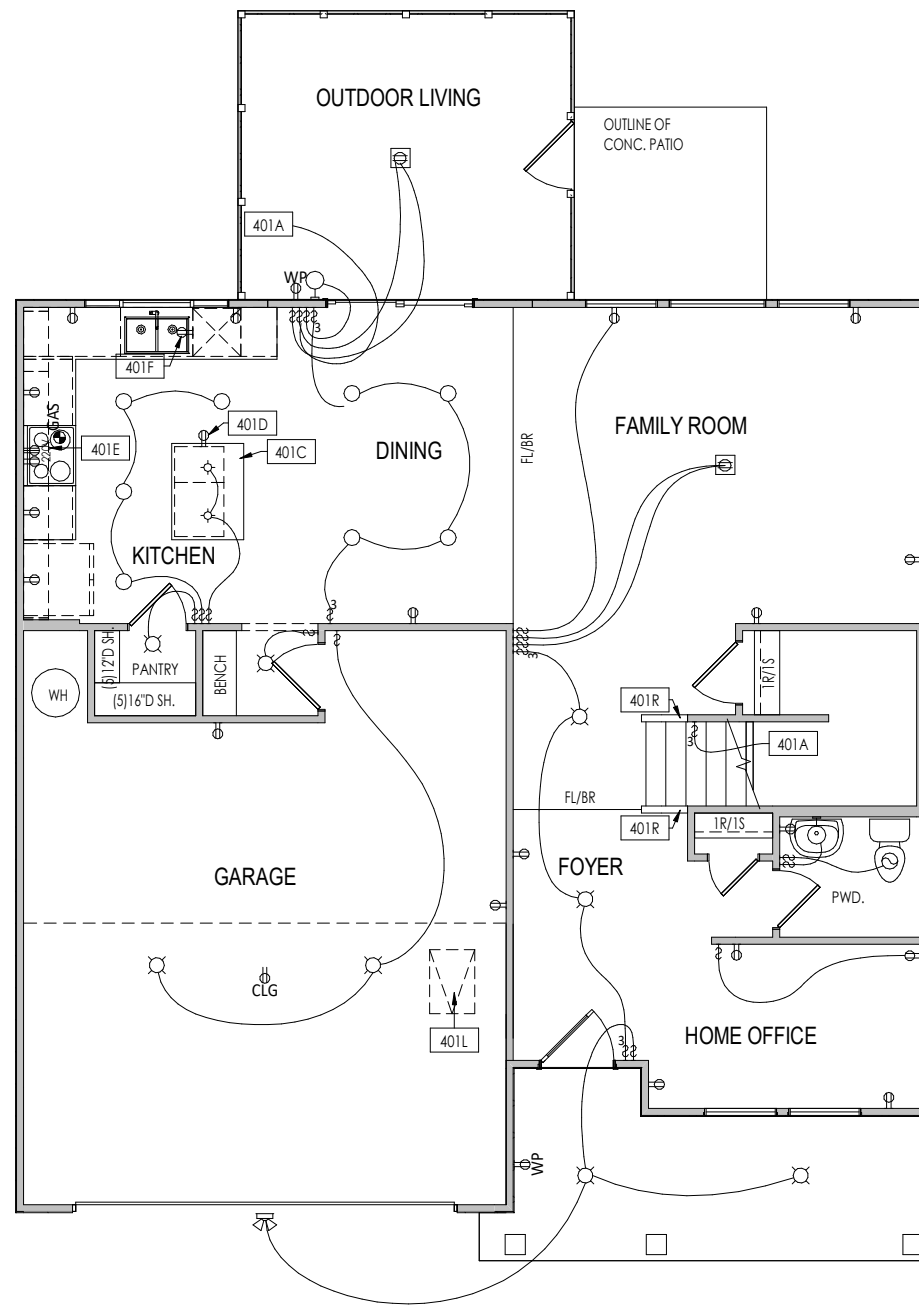 OUTDOOR LIVING
OUTLINE OF
CONC. PATIO
401A
WP
3
401F
GAS
220V
401E
401D
401C
DINING
FL/BR
FAMILY ROOM
KITCHEN
3
3
(5)12"D SH.
PANTRY
(5)16"D SH.
BENCH
WH
1R/1S
401R
3
401A
FL/BR
401R
1R/1S
GARAGE
FOYER
PWD.
CLG
401L
3
HOME OFFICE
WP